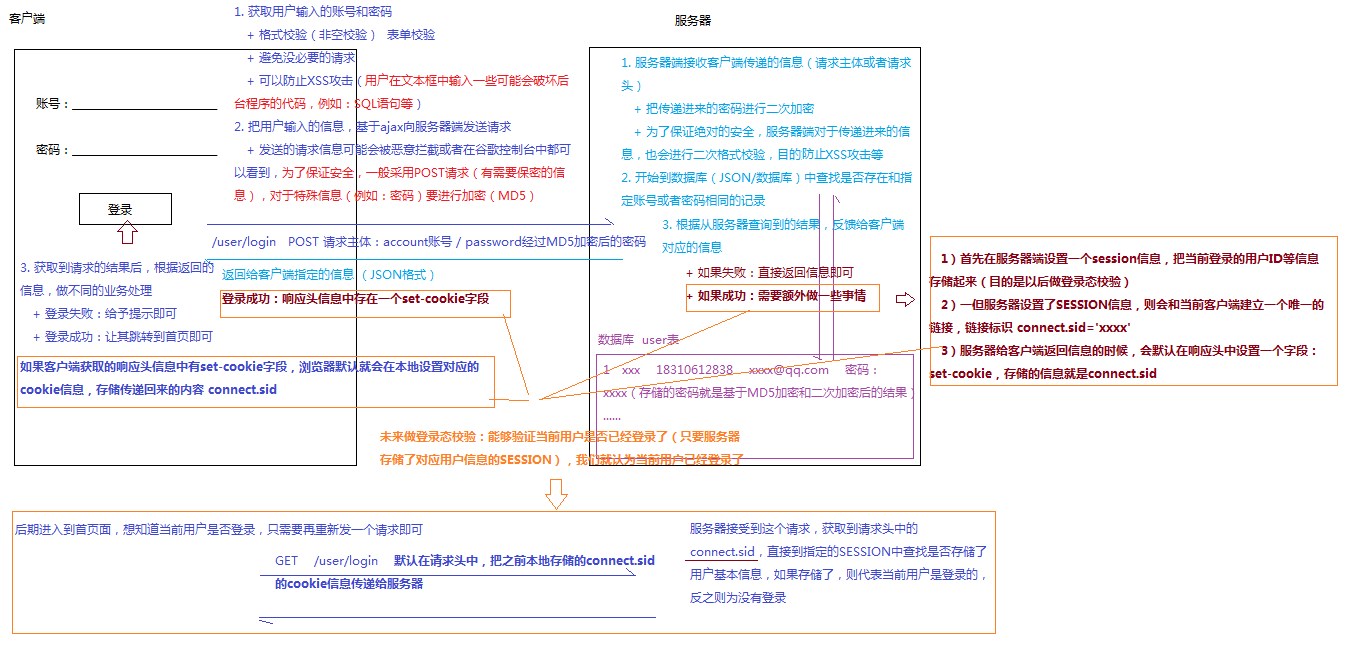 客户端
1. 获取用户输入的账号和密码
+ 格式校验（非空校验） 表单校验
+ 避免没必要的请求
+ 可以防止XSS攻击（用户在文本框中输入一些可能会破坏后
台程序的代码，例如：SQL语句等）
2. 把用户输入的信息，基于ajax向服务器端发送请求
+ 发送的请求信息可能会被恶意拦截或者在谷歌控制台中都可
以看到，为了保证安全，一般采用POST请求（有需要保密的信
息），对于特殊信息（例如：密码）要进行加密（MD5）
账号：
密码：
登录
/user/login POST 请求主体：account账号 / password经过MD5加密后的密码
3. 获取到请求的结果后，根据返回的
信息，做不同的业务处理
+ 登录失败：给予提示即可
+ 登录成功：让其跳转到首页即可
返回给客户端指定的信息 （JSON格式）
登录成功：响应头信息中存在一个set-cookie字段
如果客户端获取的响应头信息中有set-cookie字段，浏览器默认就会在本地设置对应的
cookie信息，存储传递回来的内容 connect.sid
服务器
1. 服务器端接收客户端传递的信息（请求主体或者请求
头）
+ 把传递进来的密码进行二次加密
+ 为了保证绝对的安全，服务器端对于传递进来的信
息，也会进行二次格式校验，目的防止XSS攻击等
2. 开始到数据库（JSON/数据库）中查找是否存在和指
定账号或者密码相同的记录
3. 根据从服务器查询到的结果，反馈给客户端
对应的信息
+ 如果失败：直接返回信息即可
+ 如果成功：需要额外做一些事情
数据库 user表
1 xxx 18310612838 xxxx@qq.com 密码：
xxxx（存储的密码就是基于MD5加密和二次加密后的结果）
......
1）首先在服务器端设置一个session信息，把当前登录的用户ID等信息
存储起来（目的是以后做登录态校验）
2）一但服务器设置了SESSION信息，则会和当前客户端建立一个唯一的
链接，链接标识 connect.sid='xxxx'
3）服务器给客户端返回信息的时候，会默认在响应头中设置一个字段：
set-cookie，存储的信息就是connect.sid
未来做登录态校验：能够验证当前用户是否已经登录了（只要服务器
存储了对应用户信息的SESSION），我们就认为当前用户已经登录了
后期进入到首页面，想知道当前用户是否登录，只需要再重新发一个请求即可
GET /user/login 默认在请求头中，把之前本地存储的connect.sid
的cookie信息传递给服务器
服务器接受到这个请求，获取到请求头中的
connect.sid，直接到指定的SESSION中查找是否存储了
用户基本信息，如果存储了，则代表当前用户是登录的，
反之则为没有登录